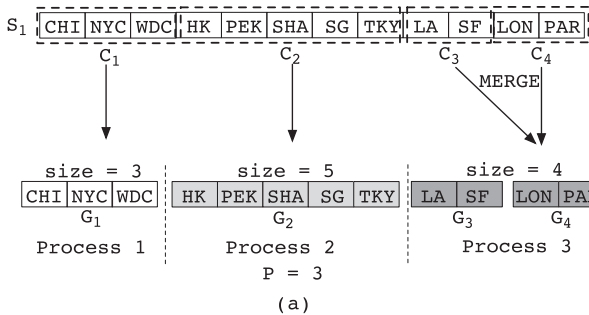 S1 CHI NYC WDC HK PEK SHA SG TKY LA SF LON PAR
C1 C2 C3 C4
MERGE
size = 3 size = 5 size = 4
CHI NYC WDC HK PEK SHA SG TKY LA SF LON PA
G1 G2 G3 G4
Process 1 Process 2 Process 3
P = 3
(a)